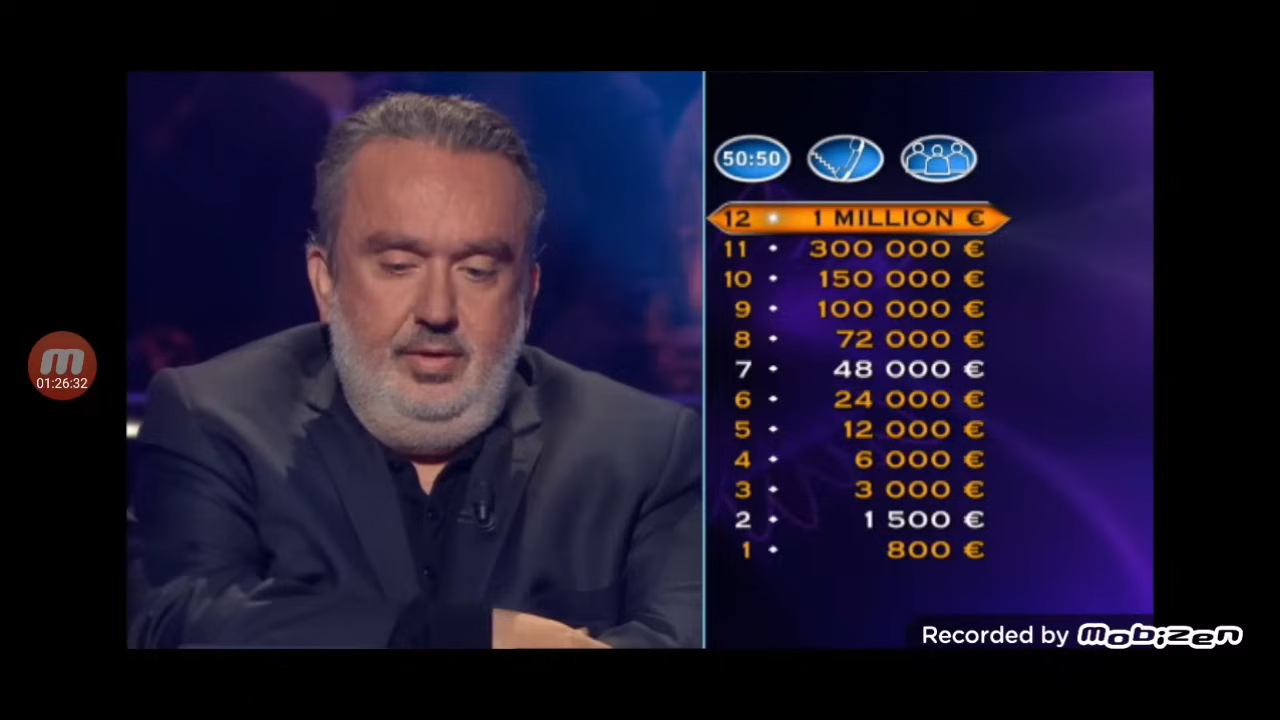 50:50
12 1 MILLION €
11 300 000 €
10 150 000 €
9 100 000 €
8 72 000 €
7 48 000 €
6 24 000 €
5 12 000 €
4 6 000 €
3 3 000 €
2 1 500 €
1 800 €
01:26:32
Recorded by mobizen